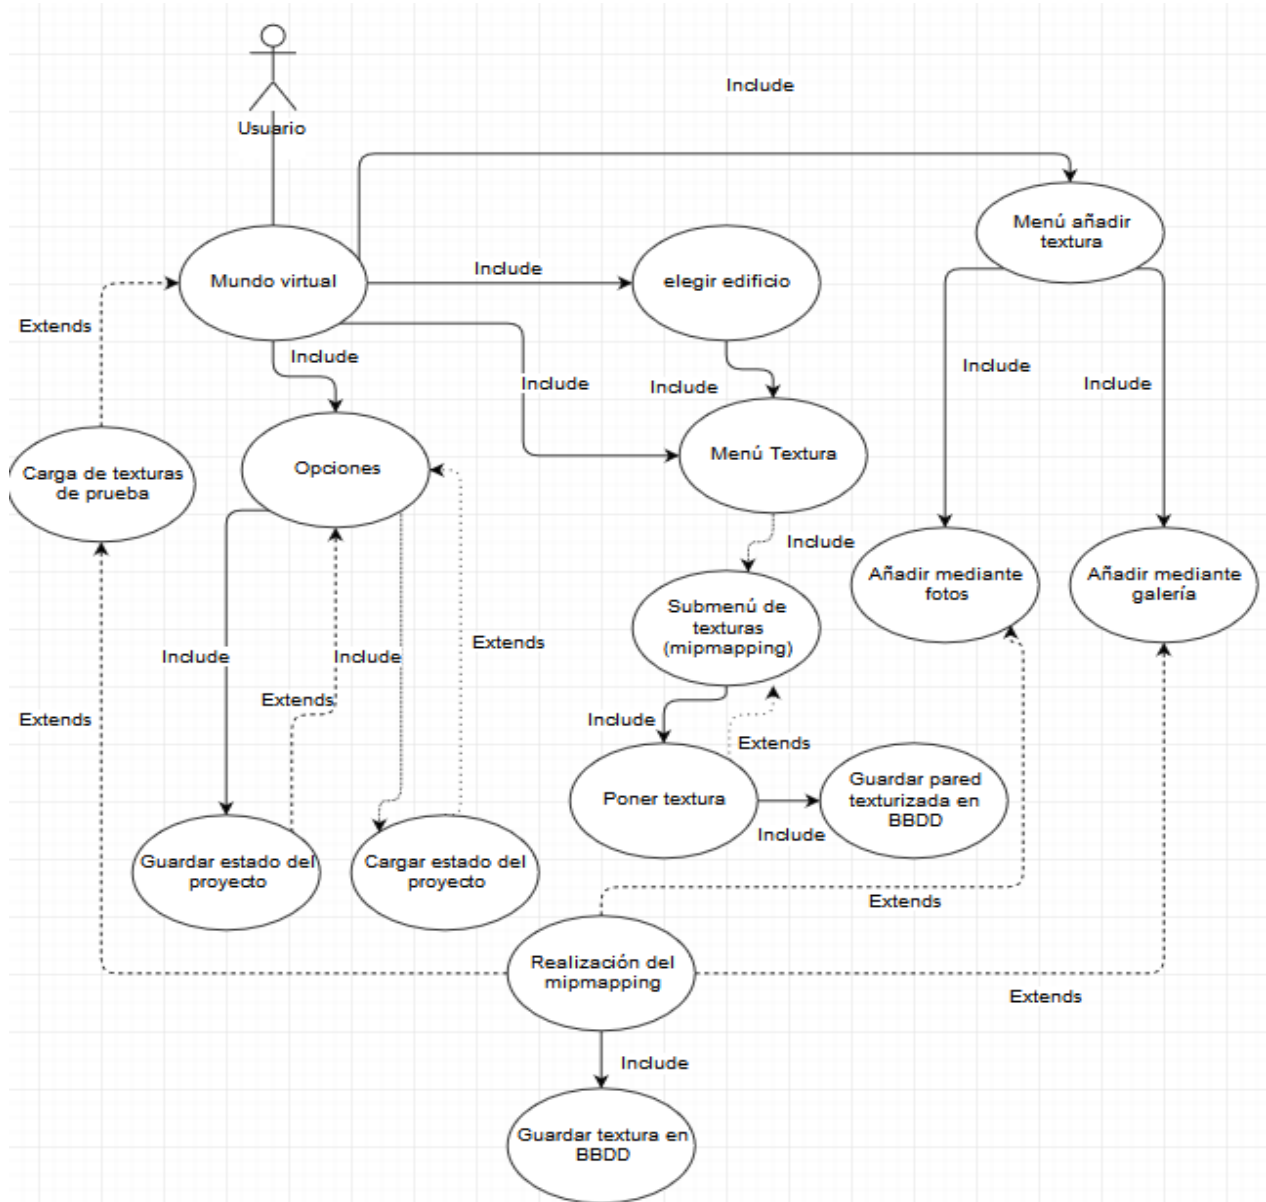 Include
Usuario
Menú añadir
textura
Mundo virtual
Include
elegir edificio
Extends
Include
Include
Include
Include
Include
Carga de texturas
de prueba
Opciones
Menú Textura
Include
Añadir mediante
fotos
Añadir mediante
galería
Submenú de
texturas
(mipmapping)
Include
Include
Extends
Extends
Extends
Include
Extends
Poner textura
Guardar pared
texturizada en
BBDD
Include
Guardar estado del
proyecto
Cargar estado del
proyecto
Extends
Realización del
mipmapping
Extends
Include
Guardar textura en
BBDD